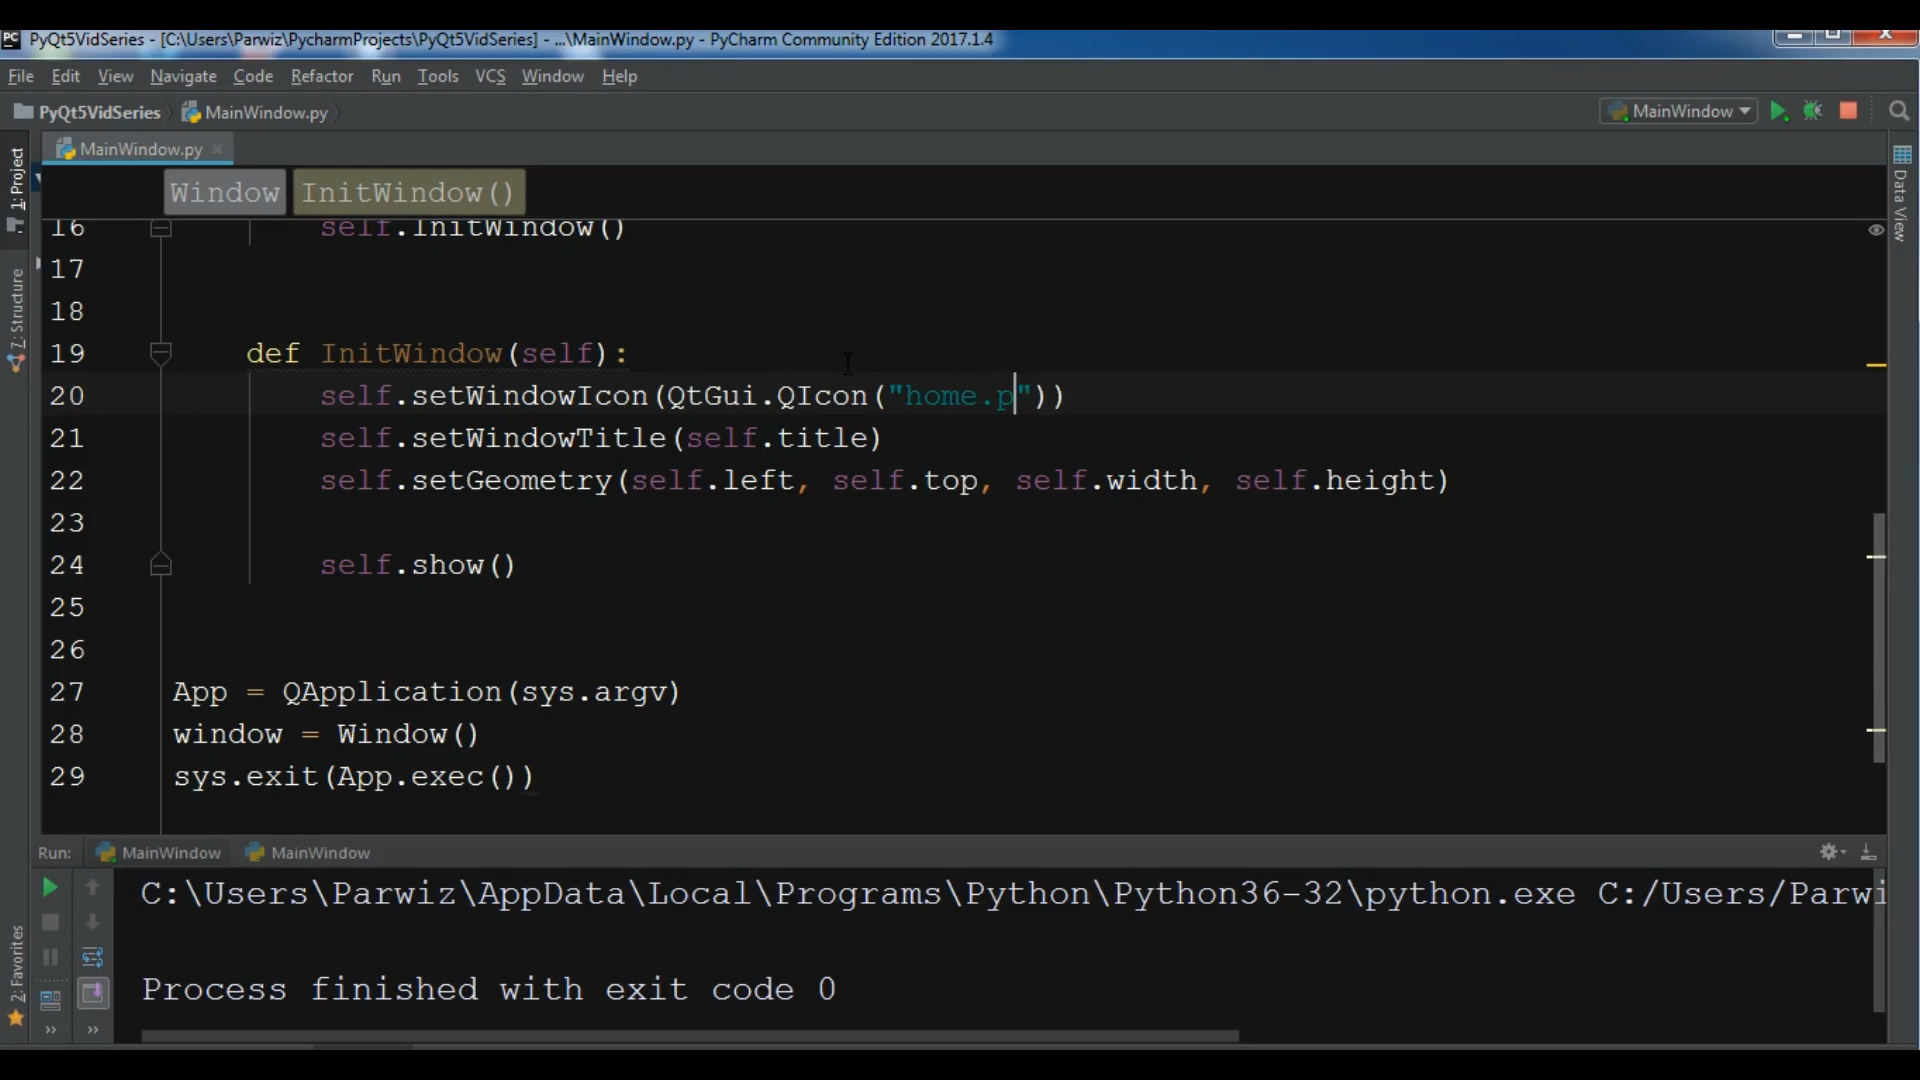 PC PyQt5VidSeries - [C:\Users\Parwiz\PycharmProjects\PyQt5VidSeries] - ...\MainWindow.py - PyCharm Community Edition 2017.1.4
File Edit View Navigate Code Refactor Run Tools VCS Window Help
PyQt5VidSeries MainWindow.py MainWindow
MainWindow.py
1: Project
7: Structure
2: Favorites
Data View
Window InitWindow()
16 self.InitWindow()
17
18
19 def InitWindow(self):
20 self.setWindowIcon(QtGui.QIcon("home.p"))
21 self.setWindowTitle(self.title)
22 self.setGeometry(self.left, self.top, self.width, self.height)
23
24 self.show()
25
26
27 App = QApplication(sys.argv)
28 window = Window()
29 sys.exit(App.exec())
Run: MainWindow MainWindow
C:\Users\Parwiz\AppData\Local\Programs\Python\Python36-32\python.exe C:/Users/Parwi
Process finished with exit code 0